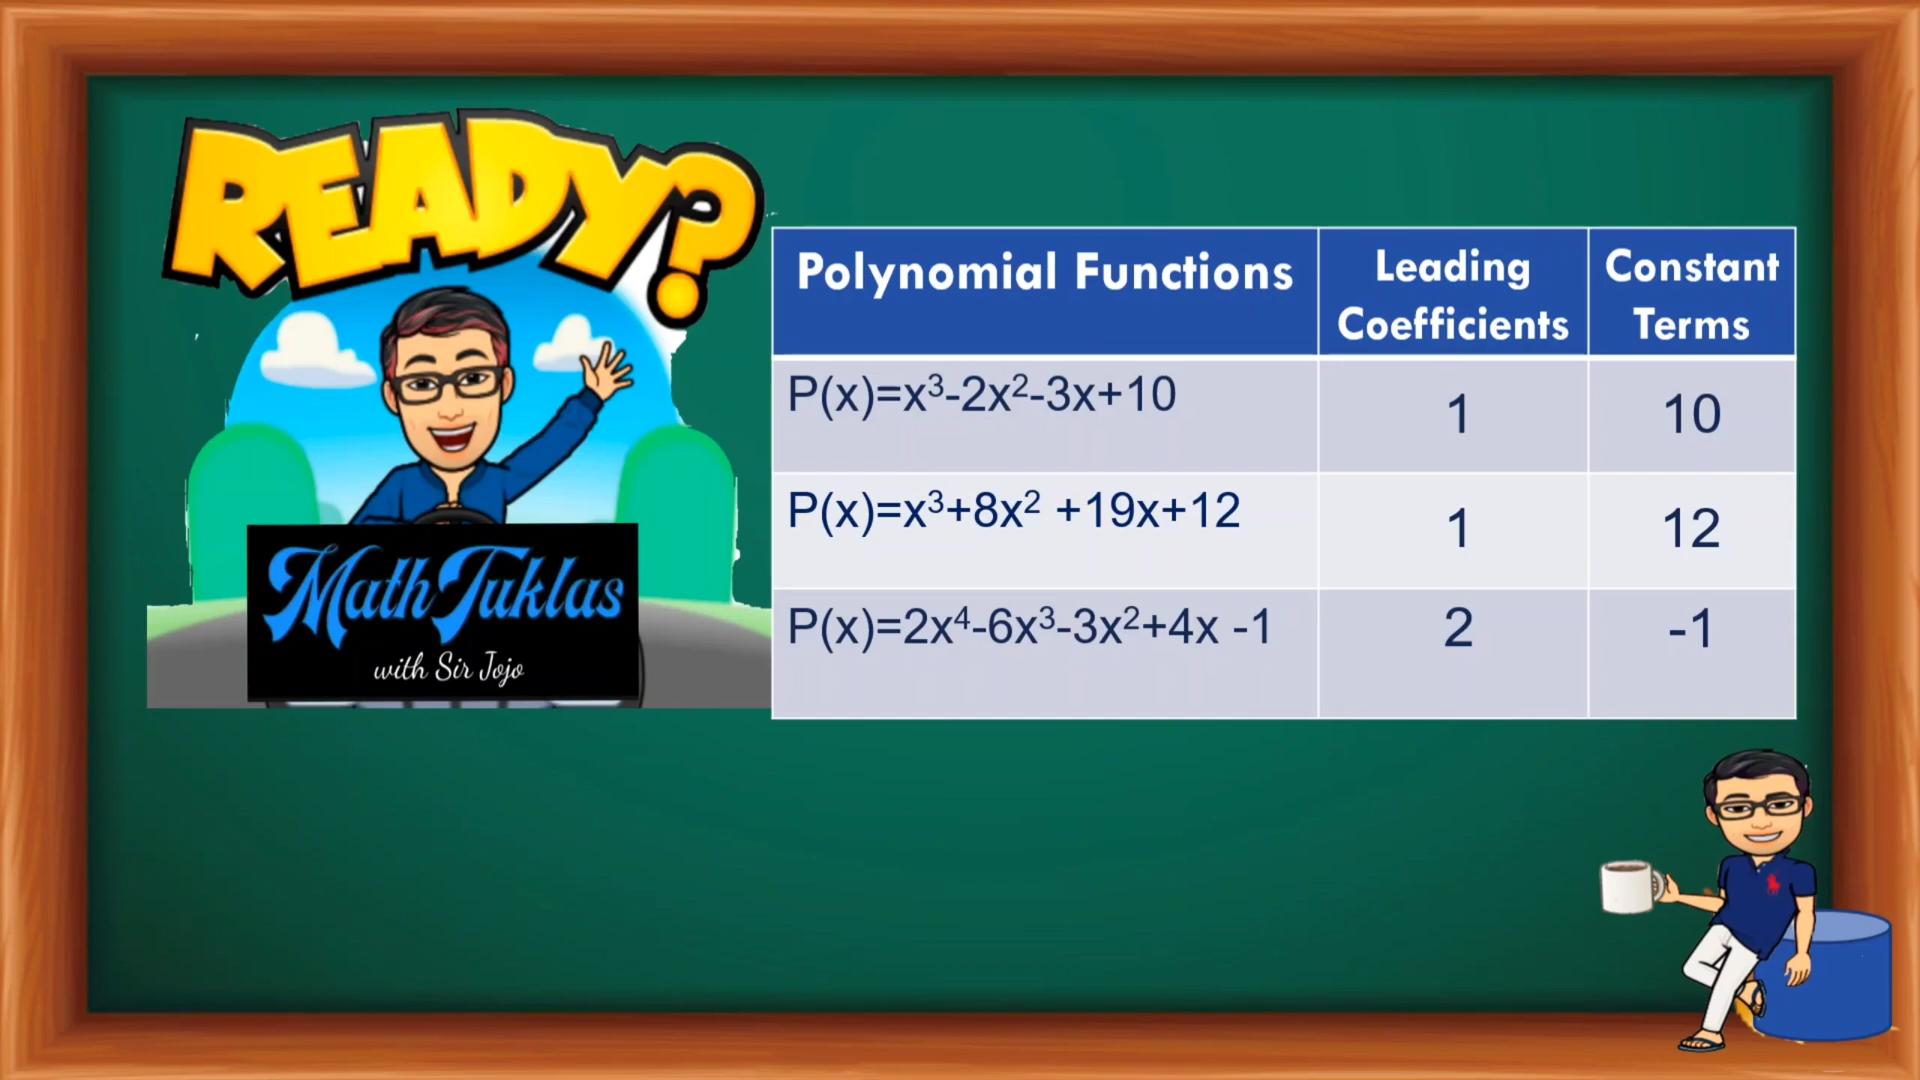 READY?
Math Tuklas
with Sir Jojo
Polynomial Functions
Leading
Coefficients
Constant
Terms
P(x)=x³-2x²-3x+10
1
10
P(x)=x³+8x² +19x+12
1
12
P(x)=2x⁴-6x³-3x²+4x -1
2
-1